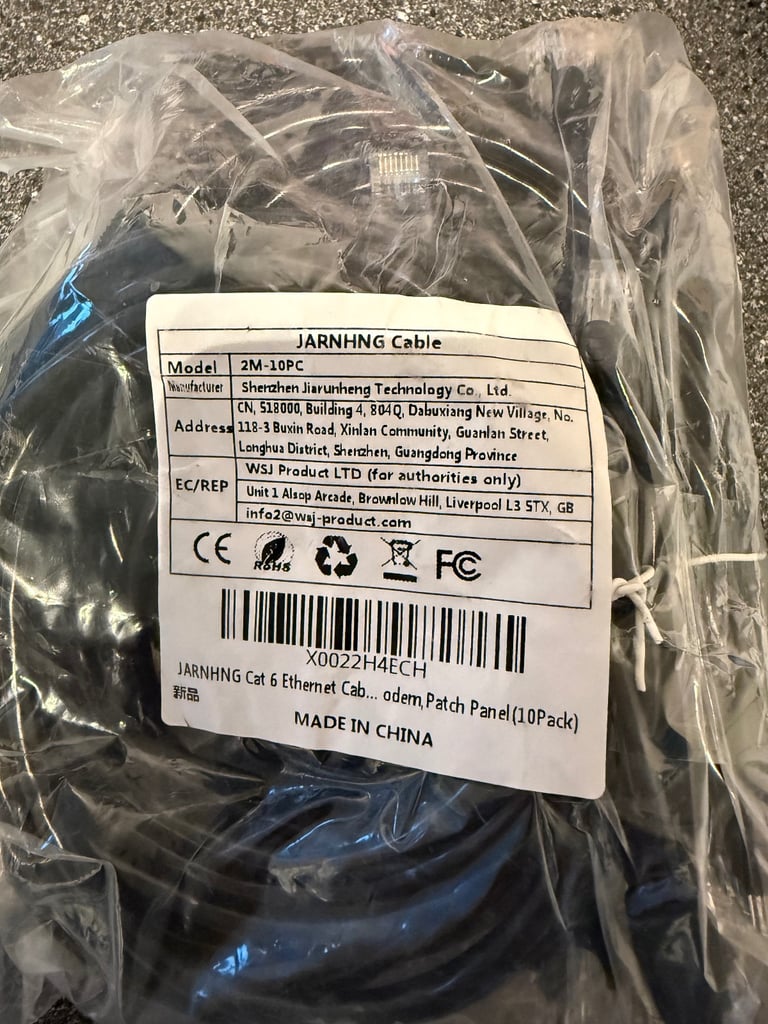 JARNHNG Cable
Model 2M-10PC
Manufacturer Shenzhen Jiarunheng Technology Co., Ltd.
Address CN, 518000, Building 4, 804Q, Dabuxiang New Village, No.
118-3 Buxin Road, Xinlan Community, Guanlan Street,
Longhua District, Shenzhen, Guangdong Province
EC/REP WSJ Product LTD (for authorities only)
Unit 1 Alsop Arcade, Brownlow Hill, Liverpool L3 5TX, GB
info2@wsj-product.com
CE RoHS FC
X0022H4ECH
JARNHNG Cat 6 Ethernet Cab... odem, Patch Panel (10Pack)
新品
MADE IN CHINA